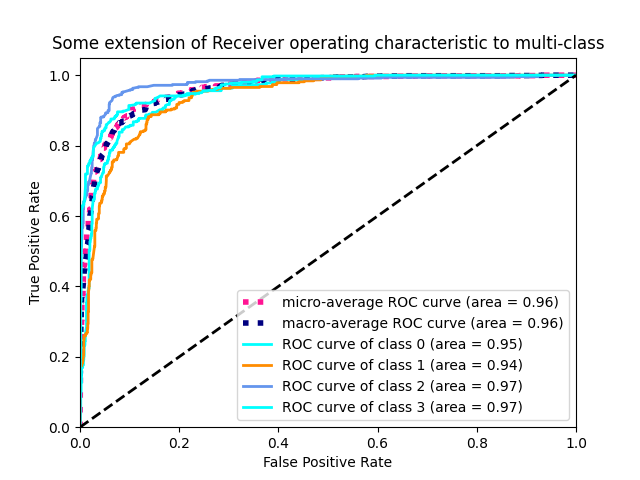 Some extension of Receiver operating characteristic to multi-class
1.0
0.8
0.6
0.4
0.2
0.0
True Positive Rate
micro-average ROC curve (area = 0.96)
macro-average ROC curve (area = 0.96)
ROC curve of class 0 (area = 0.95)
ROC curve of class 1 (area = 0.94)
ROC curve of class 2 (area = 0.97)
ROC curve of class 3 (area = 0.97)
0.0 0.2 0.4 0.6 0.8 1.0
False Positive Rate